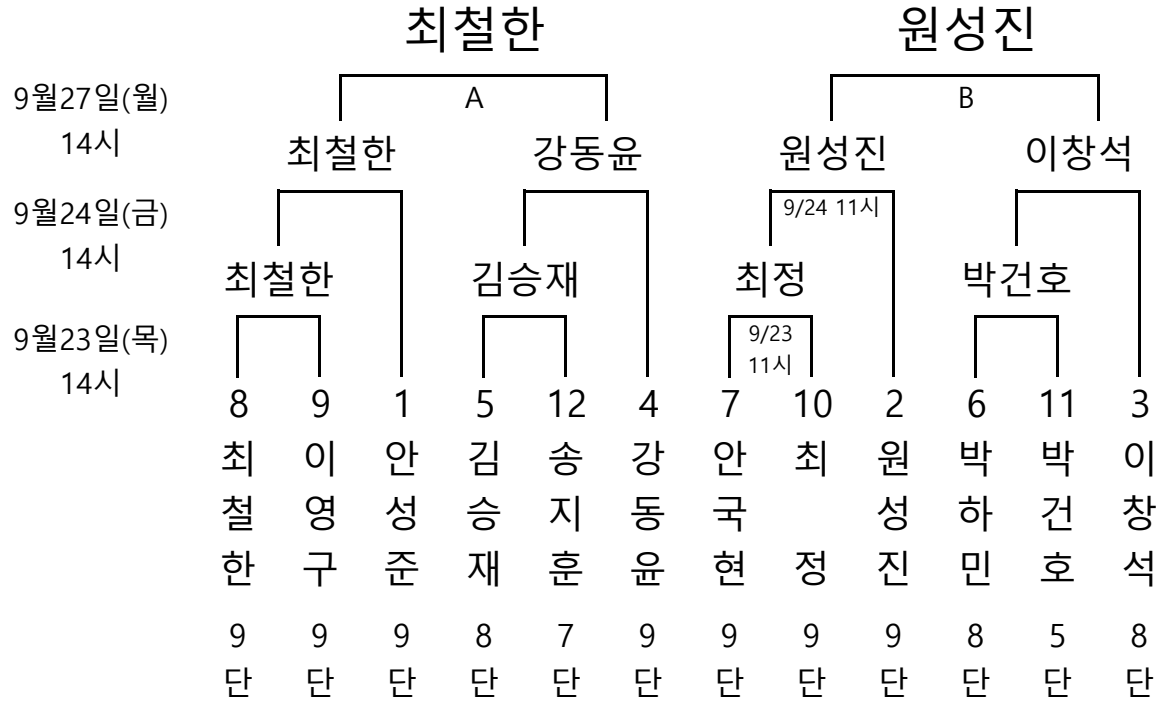 최철한 원성진
9월27일(월)
14시
A B
최철한 강동윤 원성진 이창석
9월24일(금)
14시
9/24 11시
최철한 김승재 최정 박건호
9월23일(목)
14시
9/23
11시
8 9 1 5 12 4 7 10 2 6 11 3
최 이 안 김 송 강 안 최 원 박 박 이
철 영 성 승 지 동 국 성 하 건 창
한 구 준 재 훈 윤 현 정 진 민 호 석
9 9 9 8 7 9 9 9 9 8 5 8
단 단 단 단 단 단 단 단 단 단 단 단